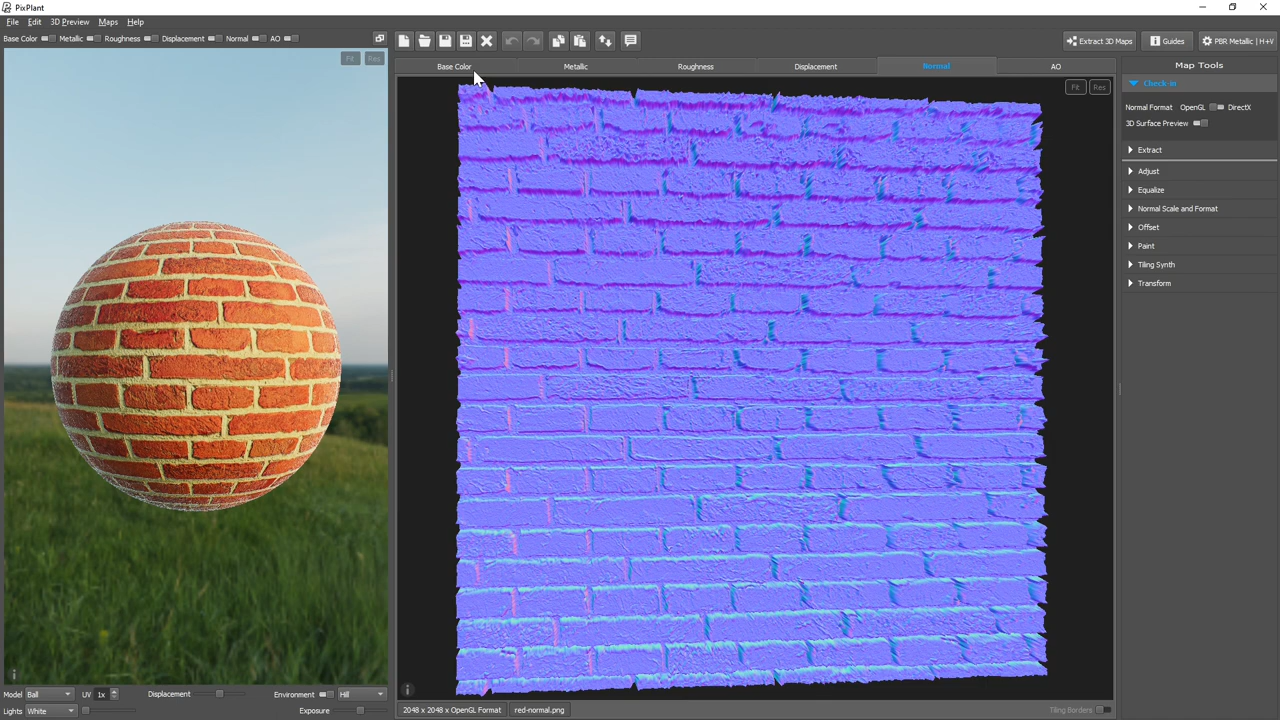 PixPlant
File Edit 3D Preview Maps Help
Base Color Metallic Roughness Displacement Normal AO
Extract 3D Maps Guides PBR Metallic | H+V
Fit Res
Base Color Metallic Roughness Displacement Normal AO
Map Tools
Fit Res
Check-in
Normal Format OpenGL DirectX
3D Surface Preview
Extract
Adjust
Equalize
Normal Scale and Format
Offset
Paint
Tiling Synth
Transform
Model Ball UV 1x Displacement Environment Hill
Lights White Exposure
2048 x 2048 x OpenGL Format red-normal.png Tiling Borders